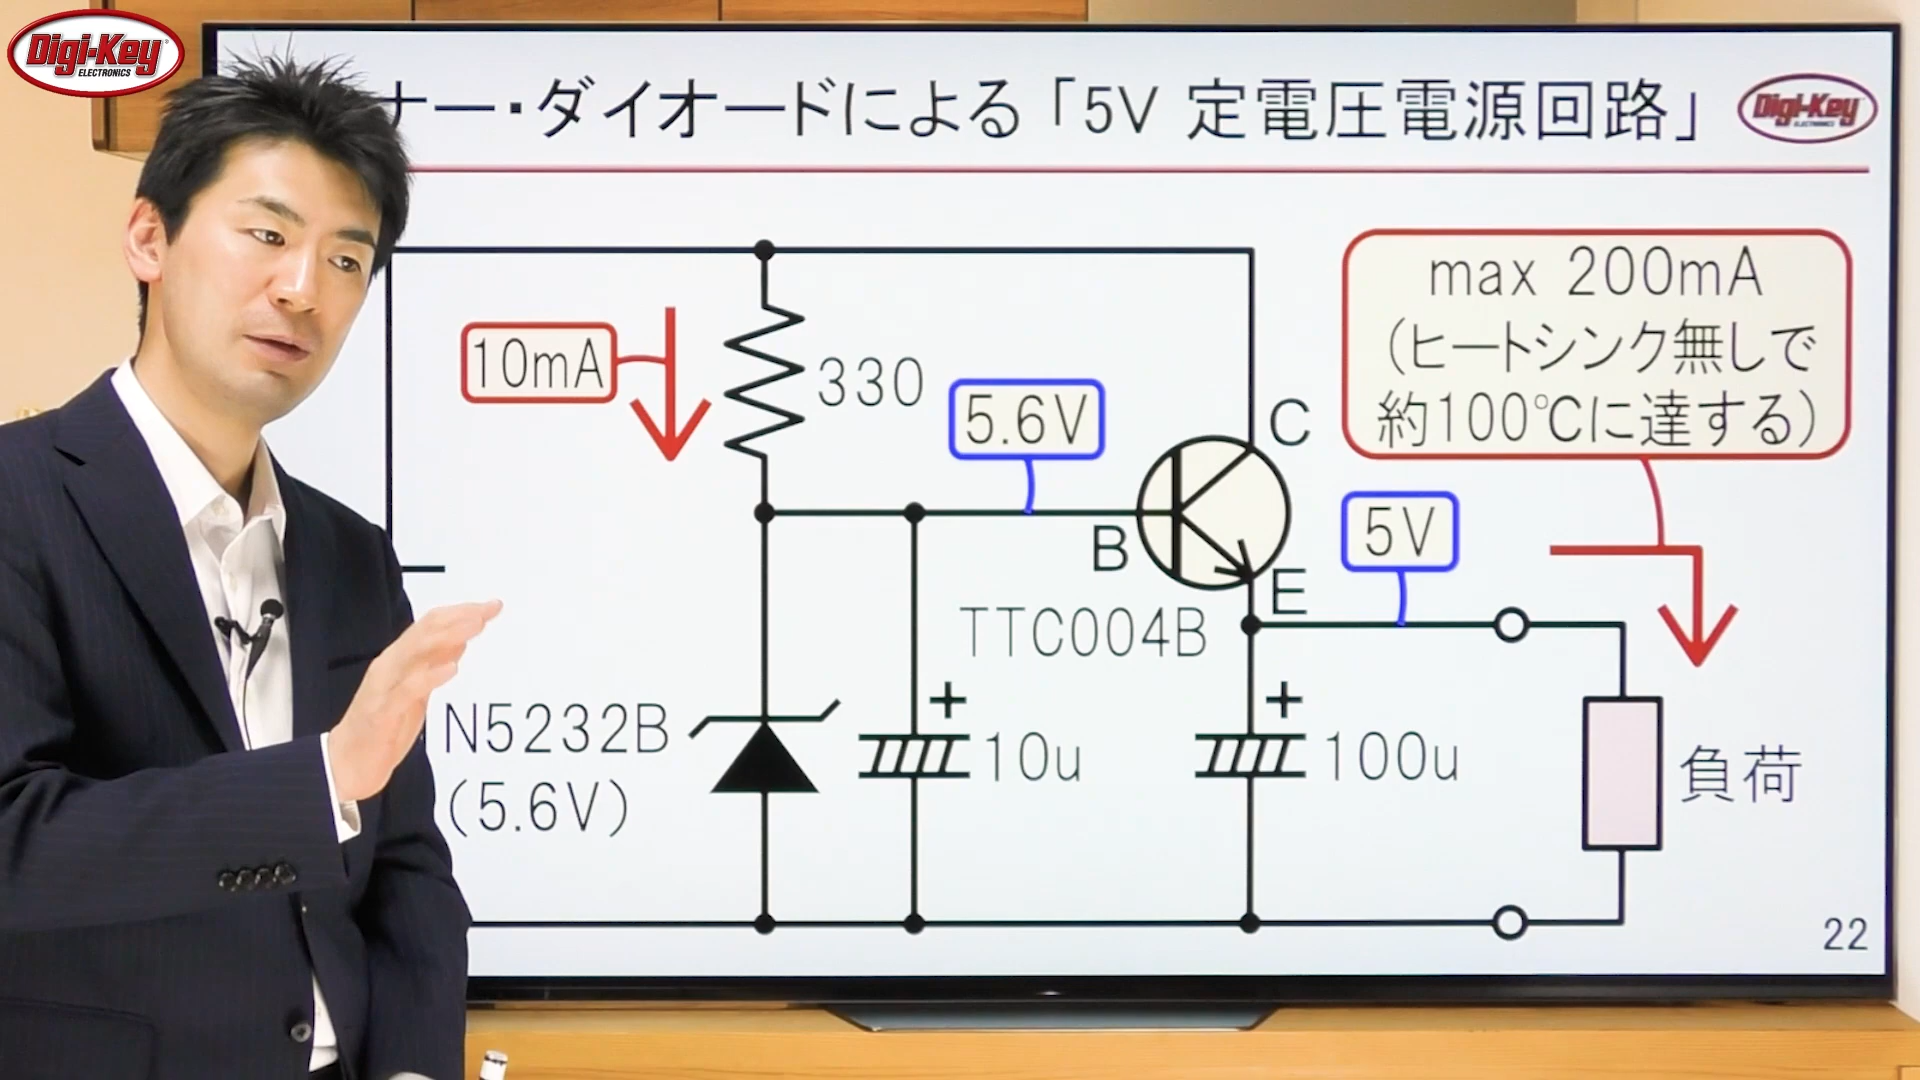 Digi-Key
ELECTRONICS
ナー・ダイオードによる「5V 定電圧電源回路」
Digi-Key
ELECTRONICS
max 200mA
(ヒートシンク無しで
約100℃に達する)
10mA
330
5.6V
C
5V
B
E
TTC004B
N5232B
(5.6V)
+
10u
+
100u
負荷
22